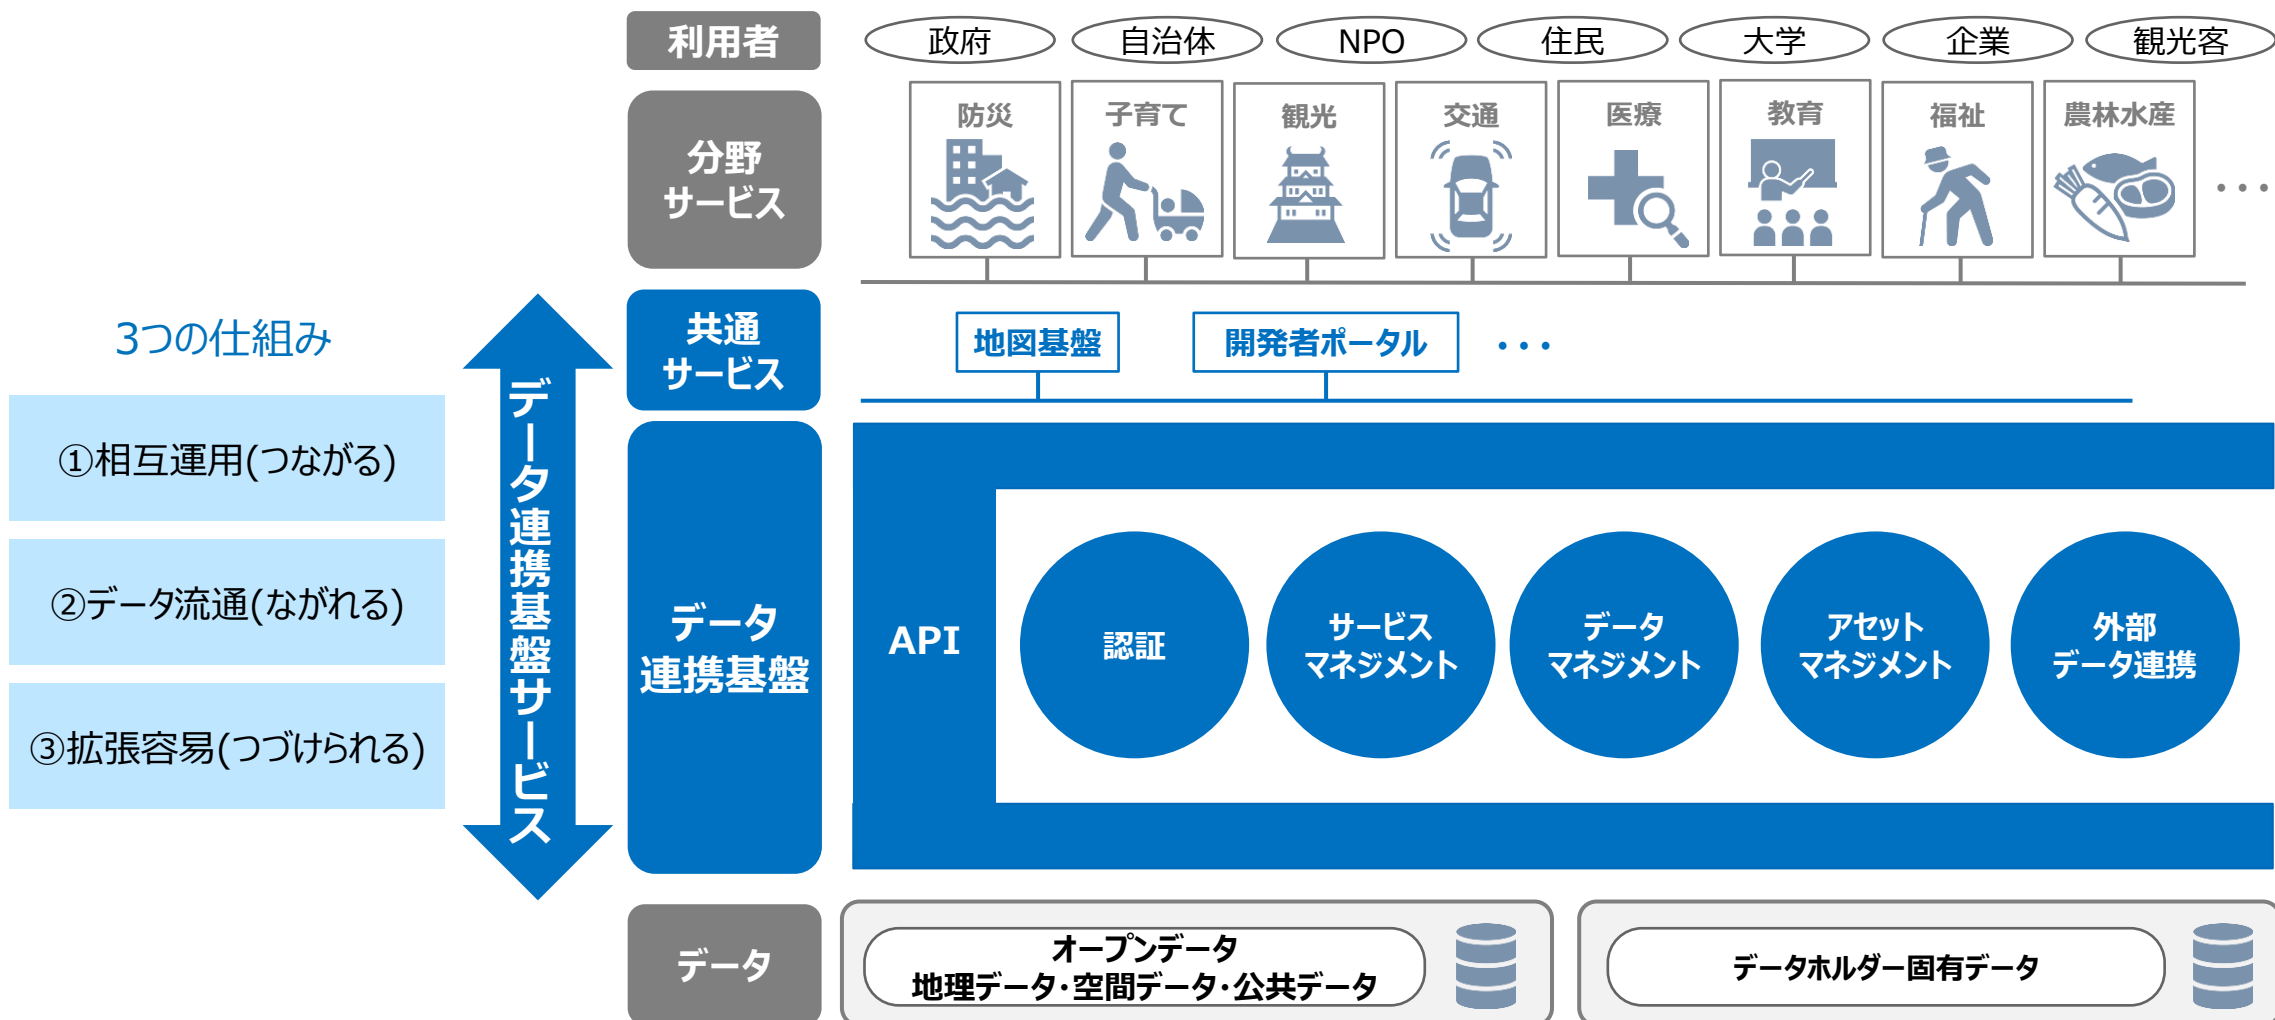 利用者
政府
自治体
NPO
住民
大学
企業
観光客
分野
サービス
防災
子育て
観光
交通
医療
教育
福祉
農林水産
・・・
3つの仕組み
①相互運用(つながる)
②データ流通(ながれる)
③拡張容易(つづけられる)
データ連携基盤サービス
共通
サービス
地図基盤
開発者ポータル
・・・
データ
連携基盤
API
認証
サービス
マネジメント
データ
マネジメント
アセット
マネジメント
外部
データ連携
データ
オープンデータ
地理データ・空間データ・公共データ
データホルダー固有データ